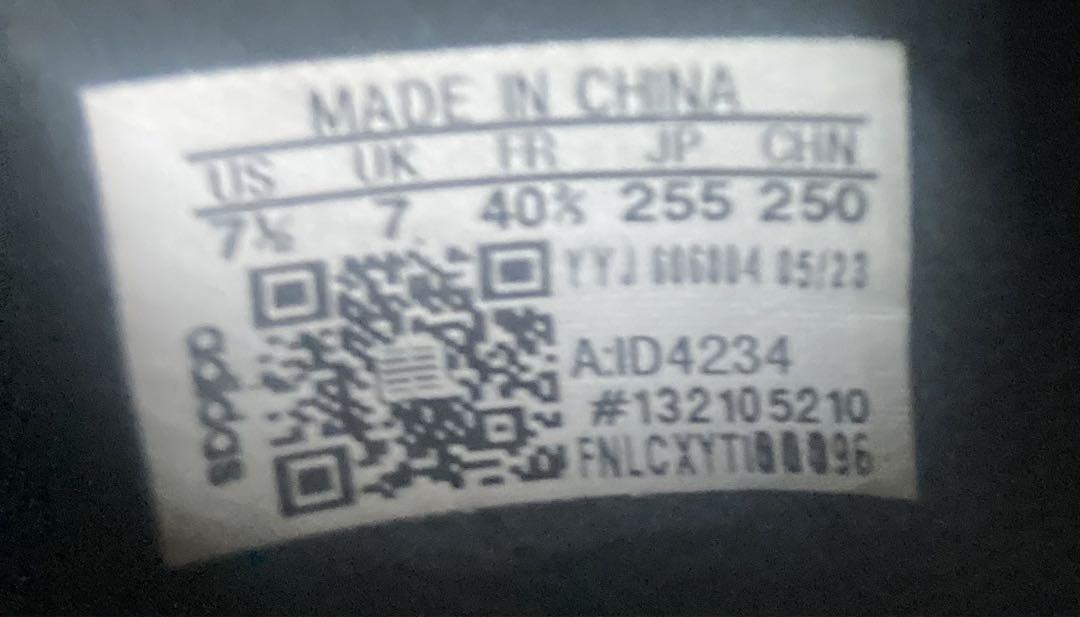 MADE IN CHINA
US UK FR JP CHN
7½ 7 40⅔ 255 250
YYJ 606004 05/23
A:ID4234
#132105210